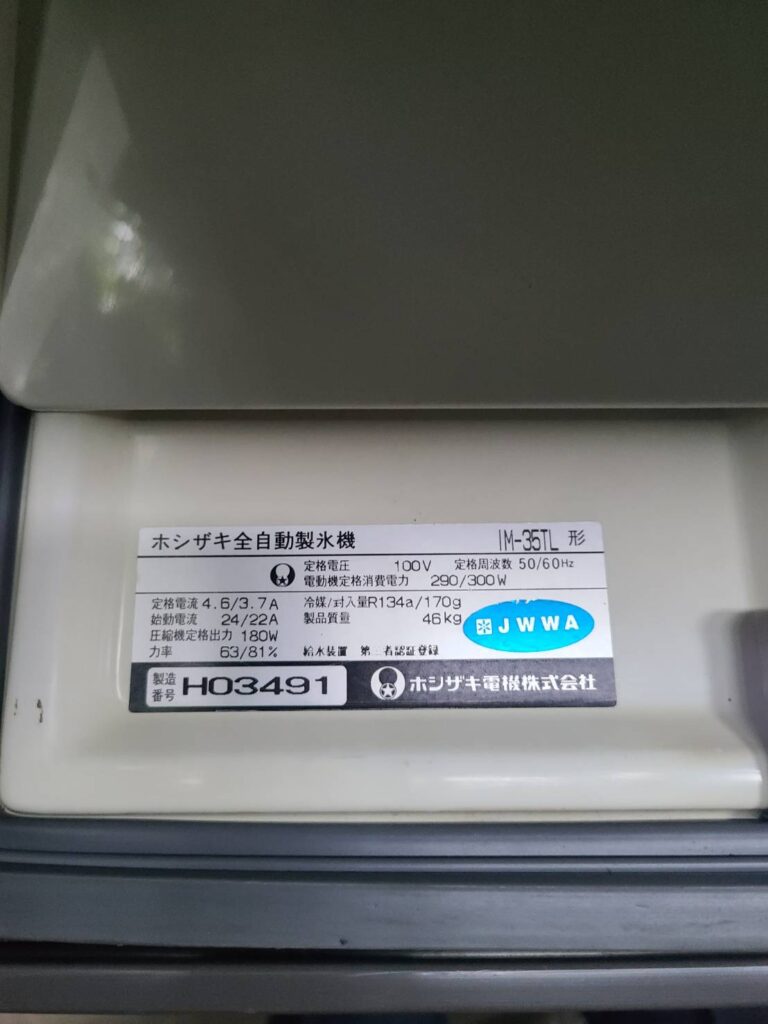 ホシザキ全自動製氷機 IM-35TL 形
定格電圧 100V 定格周波数 50/60Hz
電動機定格消費電力 290/300W
定格電流 4.6/3.7A 冷媒/封入量R134a/170g
始動電流 24/22A 製品質量 46kg
圧縮機定格出力 180W
力率 63/81% 給水装置 第三者認証登録
JWWA
製造番号 H03491 ホシザキ電機株式会社